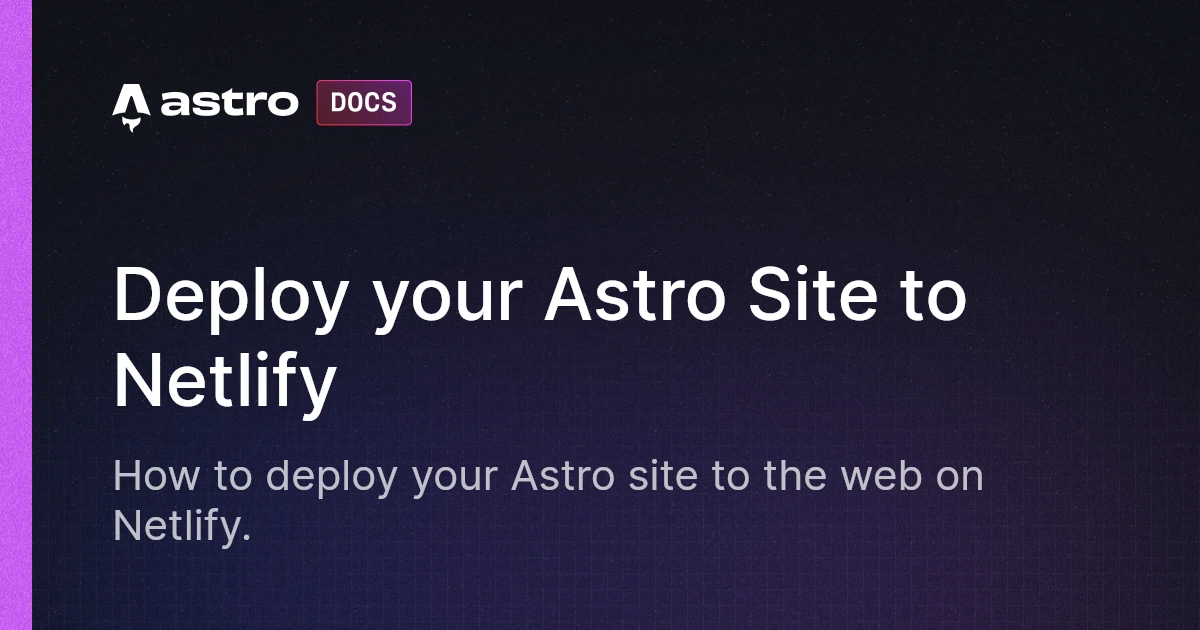 astro DOCS
Deploy your Astro Site to
Netlify
How to deploy your Astro site to the web on
Netlify.